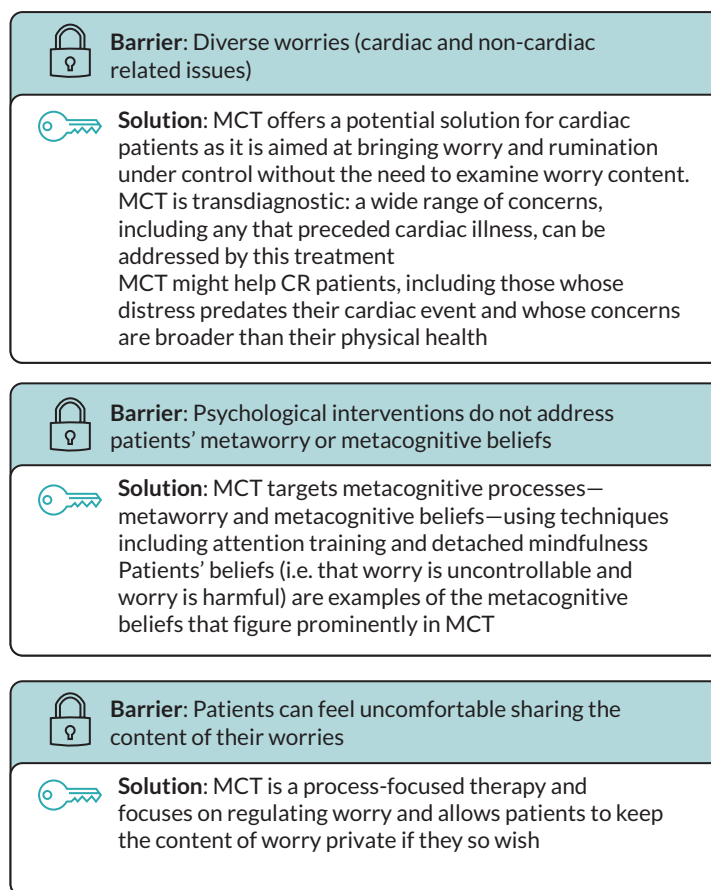 Barrier: Diverse worries (cardiac and non-cardiac
related issues)
Solution: MCT offers a potential solution for cardiac
patients as it is aimed at bringing worry and rumination
under control without the need to examine worry content.
MCT is transdiagnostic: a wide range of concerns,
including any that preceded cardiac illness, can be
addressed by this treatment
MCT might help CR patients, including those whose
distress predates their cardiac event and whose concerns
are broader than their physical health
Barrier: Psychological interventions do not address
patients’ metaworry or metacognitive beliefs
Solution: MCT targets metacognitive processes—
metaworry and metacognitive beliefs—using techniques
including attention training and detached mindfulness
Patients’ beliefs (i.e. that worry is uncontrollable and
worry is harmful) are examples of the metacognitive
beliefs that figure prominently in MCT
Barrier: Patients can feel uncomfortable sharing the
content of their worries
Solution: MCT is a process-focused therapy and
focuses on regulating worry and allows patients to keep
the content of worry private if they so wish